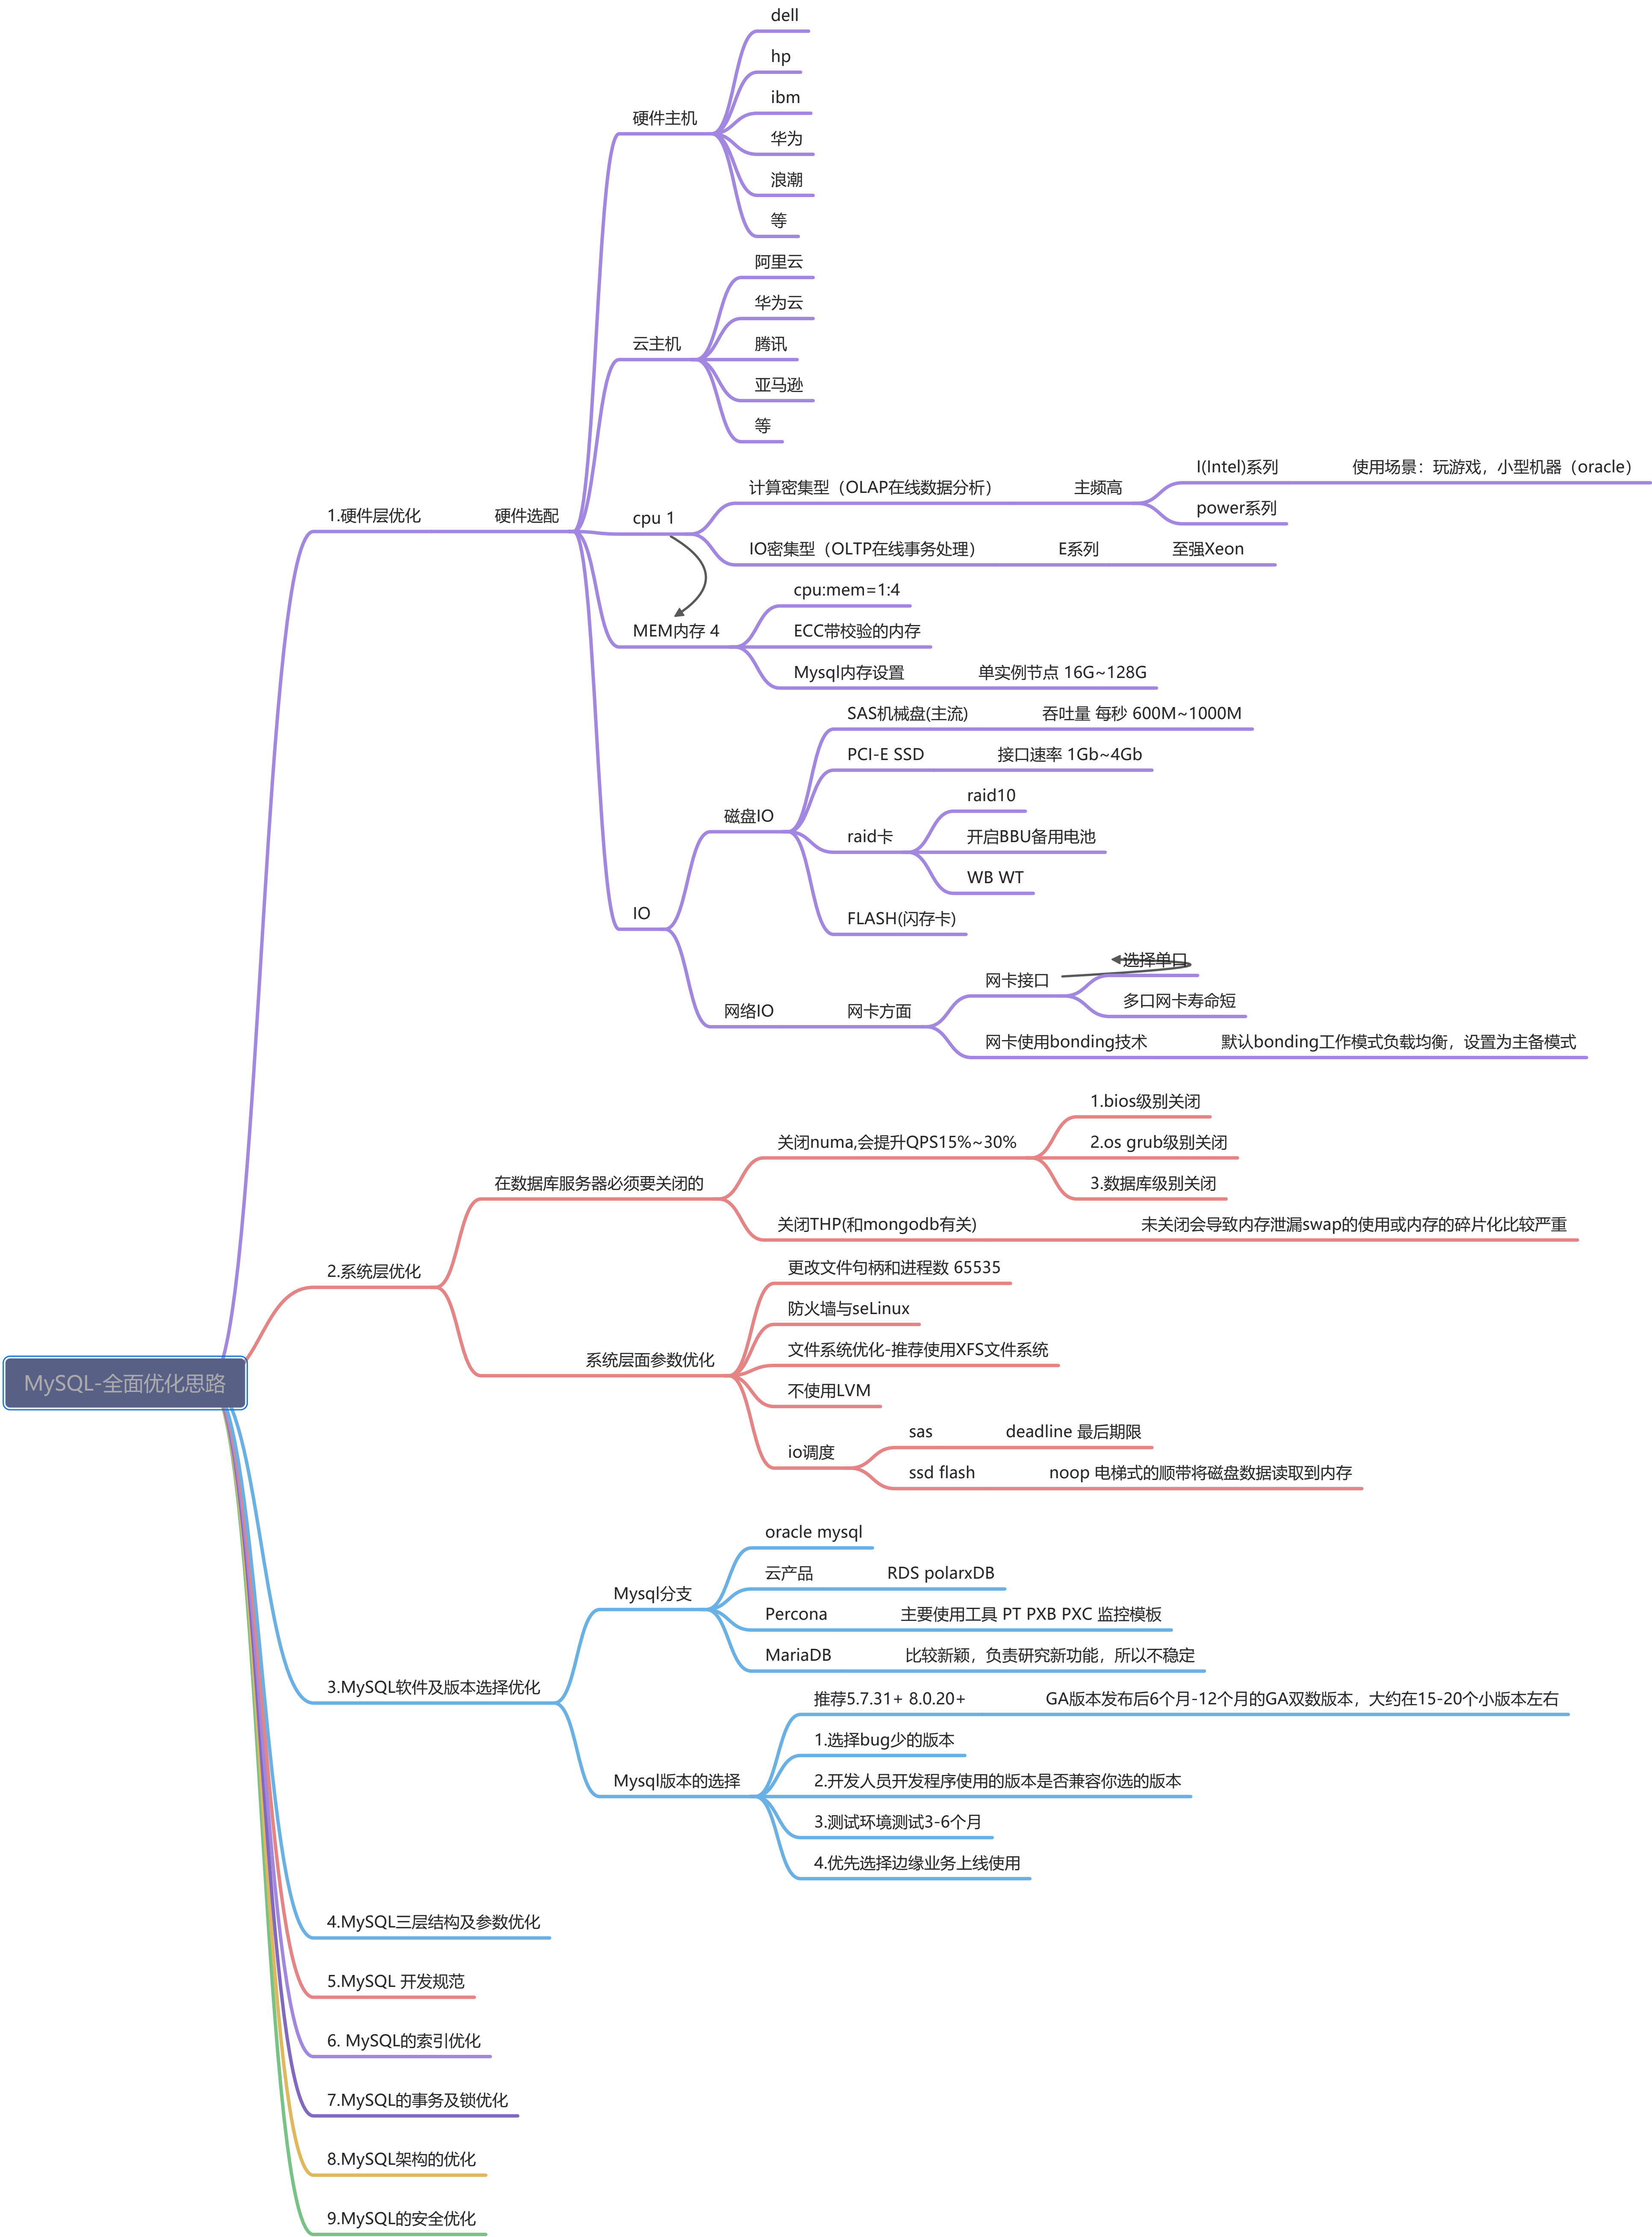 MySQL-全面优化思路
1.硬件层优化
硬件选配
硬件主机
dell
hp
ibm
华为
浪潮
等
云主机
阿里云
华为云
腾讯
亚马逊
等
cpu 1
计算密集型（OLAP在线数据分析）
主频高
I(Intel)系列
使用场景：玩游戏，小型机器（oracle）
power系列
IO密集型（OLTP在线事务处理）
E系列
至强Xeon
MEM内存 4
cpu:mem=1:4
ECC带校验的内存
Mysql内存设置
单实例节点 16G~128G
IO
磁盘IO
SAS机械盘(主流)
吞吐量 每秒 600M~1000M
PCI-E SSD
接口速率 1Gb~4Gb
raid卡
raid10
开启BBU备用电池
WB WT
FLASH(闪存卡)
网络IO
网卡方面
网卡接口
选择单口
多口网卡寿命短
网卡使用bonding技术
默认bonding工作模式负载均衡，设置为主备模式
2.系统层优化
在数据库服务器必须要关闭的
关闭numa,会提升QPS15%~30%
1.bios级别关闭
2.os grub级别关闭
3.数据库级别关闭
关闭THP(和mongodb有关)
未关闭会导致内存泄漏swap的使用或内存的碎片化比较严重
系统层面参数优化
更改文件句柄和进程数 65535
防火墙与seLinux
文件系统优化-推荐使用XFS文件系统
不使用LVM
io调度
sas
deadline 最后期限
ssd flash
noop 电梯式的顺带将磁盘数据读取到内存
3.MySQL软件及版本选择优化
Mysql分支
oracle mysql
云产品
RDS polarxDB
Percona
主要使用工具 PT PXB PXC 监控模板
MariaDB
比较新颖，负责研究新功能，所以不稳定
Mysql版本的选择
推荐5.7.31+ 8.0.20+
GA版本发布后6个月-12个月的GA双数版本，大约在15-20个小版本左右
1.选择bug少的版本
2.开发人员开发程序使用的版本是否兼容你选的版本
3.测试环境测试3-6个月
4.优先选择边缘业务上线使用
4.MySQL三层结构及参数优化
5.MySQL 开发规范
6. MySQL的索引优化
7.MySQL的事务及锁优化
8.MySQL架构的优化
9.MySQL的安全优化